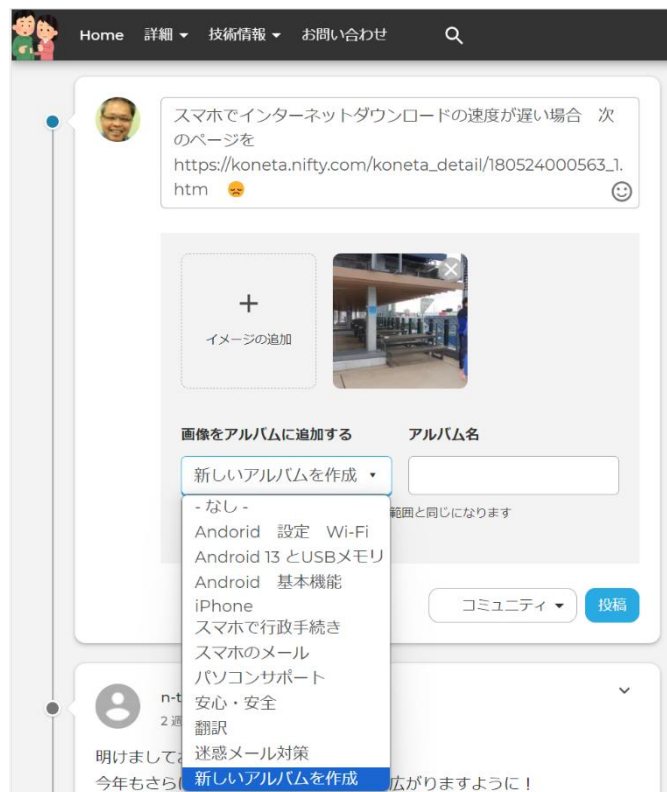 Home 詳細 ▾ 技術情報 ▾ お問い合わせ
スマホでインターネットダウンロードの速度が遅い場合　次
のページを
https://koneta.nifty.com/koneta_detail/180524000563_1.
htm
+
イメージの追加
画像をアルバムに追加する アルバム名
新しいアルバムを作成
- なし -
範囲と同じになります
Andorid　設定　Wi-Fi
Android 13 とUSBメモリ
Android　基本機能
iPhone
コミュニティ ▾ 投稿
スマホで行政手続き
スマホのメール
パソコンサポート
安心・安全
翻訳
迷惑メール対策
新しいアルバムを作成
n-t
2 週
明けまして
今年もさら
広がりますように！